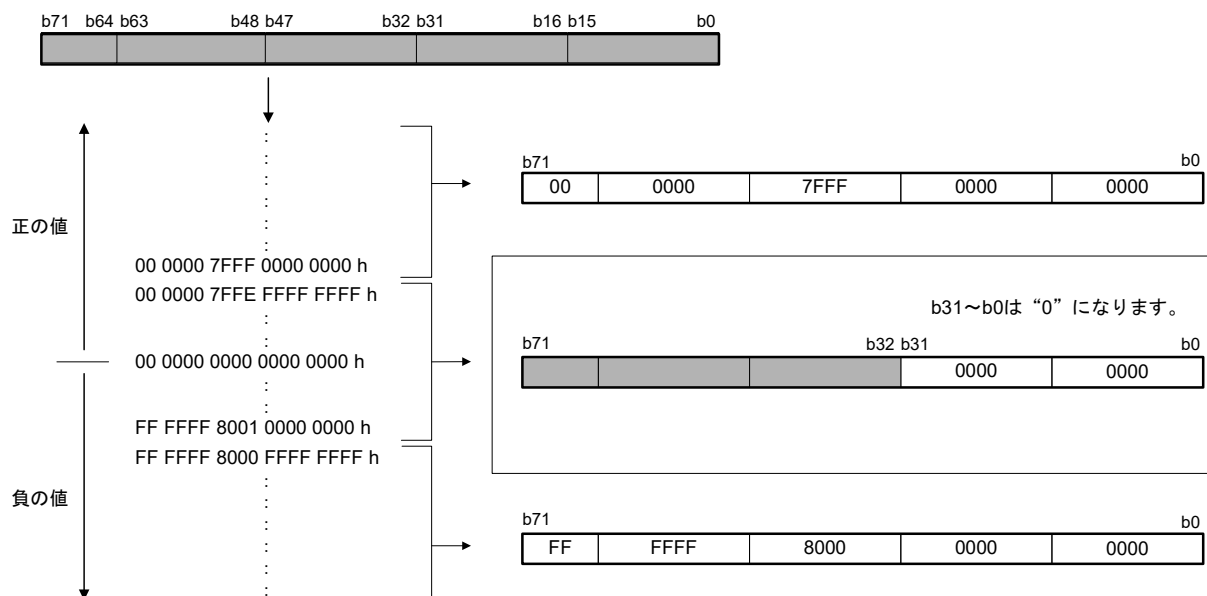 b71 b64 b63 b48 b47 b32 b31 b16 b15 b0
正の値
負の値
00 0000 7FFF 0000 0000 h
00 0000 7FFE FFFF FFFF h
00 0000 0000 0000 0000 h
FF FFFF 8001 0000 0000 h
FF FFFF 8000 FFFF FFFF h
b71 b0
00 0000 7FFF 0000 0000
b31～b0は“0”になります。
b71 b32 b31 b0
0000 0000
b71 b0
FF FFFF 8000 0000 0000